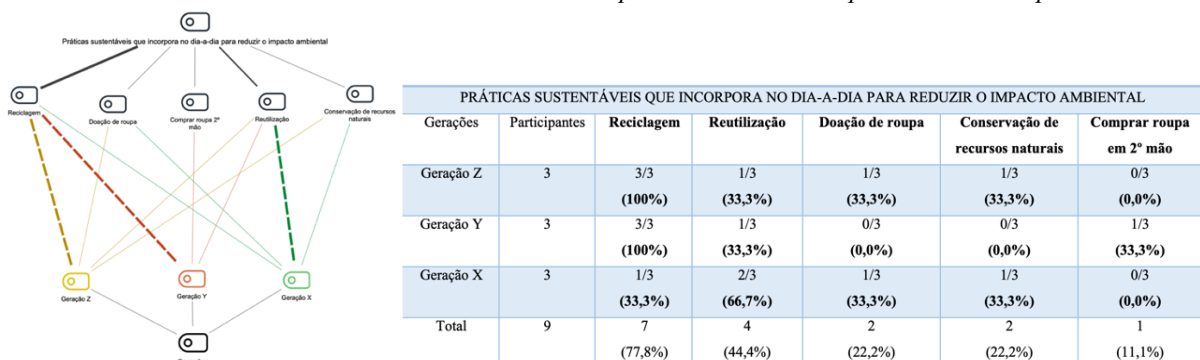 Práticas sustentáveis que incorpora no dia-a-dia para reduzir o impacto ambiental
Reciclagem
Doação de roupa
Comprar roupa 2ª
mão
Reutilização
Conservação de recursos
naturais
Geração Z
Geração Y
Geração X
PRÁTICAS SUSTENTÁVEIS QUE INCORPORA NO DIA-A-DIA PARA REDUZIR O IMPACTO AMBIENTAL
Gerações Participantes Reciclagem Reutilização Doação de roupa Conservação de recursos naturais Comprar roupa em 2º mão
Geração Z 3 3/3 1/3 1/3 1/3 0/3
(100%) (33,3%) (33,3%) (33,3%) (0,0%)
Geração Y 3 3/3 1/3 0/3 0/3 1/3
(100%) (33,3%) (0,0%) (0,0%) (33,3%)
Geração X 3 1/3 2/3 1/3 1/3 0/3
(33,3%) (66,7%) (33,3%) (33,3%) (0,0%)
Total 9 7 4 2 2 1
(77,8%) (44,4%) (22,2%) (22,2%) (11,1%)